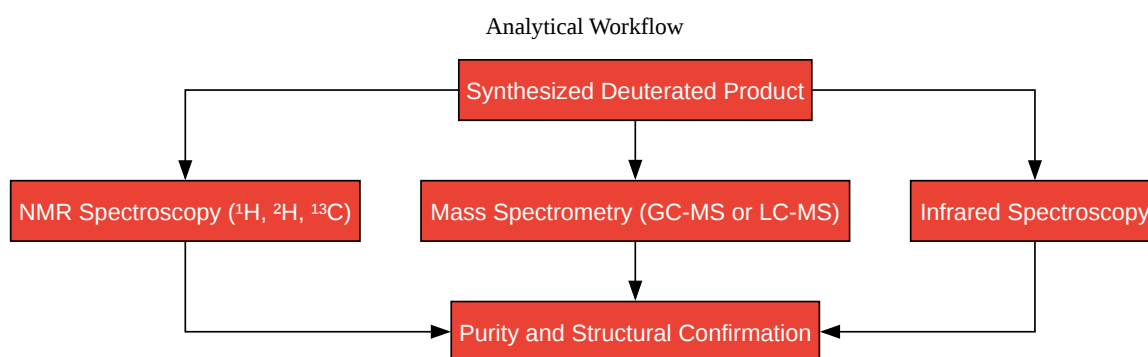 Analytical Workflow
Synthesized Deuterated Product
NMR Spectroscopy (¹H, ²H, ¹³C)
Mass Spectrometry (GC-MS or LC-MS)
Infrared Spectroscopy
Purity and Structural Confirmation